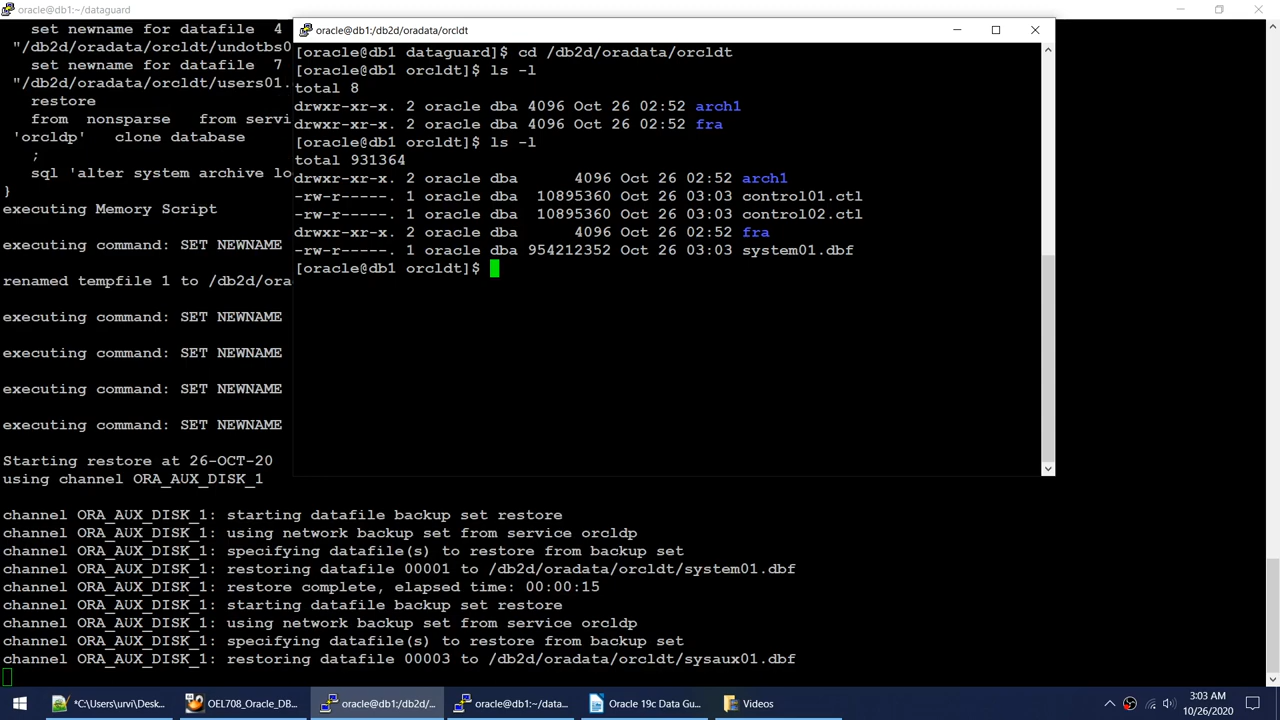 oracle@db1:~/dataguard
set newname for datafile  4
"/db2d/oradata/orcldt/undotbs0
set newname for datafile  7
"/db2d/oradata/orcldt/users01.
restore
from  nonsparse   from servi
'orcldp'   clone database
;
sql 'alter system archive lo
}
executing Memory Script
executing command: SET NEWNAME
renamed tempfile 1 to /db2d/ora
executing command: SET NEWNAME
executing command: SET NEWNAME
executing command: SET NEWNAME
executing command: SET NEWNAME
Starting restore at 26-OCT-20
using channel ORA_AUX_DISK_1
channel ORA_AUX_DISK_1: starting datafile backup set restore
channel ORA_AUX_DISK_1: using network backup set from service orcldp
channel ORA_AUX_DISK_1: specifying datafile(s) to restore from backup set
channel ORA_AUX_DISK_1: restoring datafile 00001 to /db2d/oradata/orcldt/system01.dbf
channel ORA_AUX_DISK_1: restore complete, elapsed time: 00:00:15
channel ORA_AUX_DISK_1: starting datafile backup set restore
channel ORA_AUX_DISK_1: using network backup set from service orcldp
channel ORA_AUX_DISK_1: specifying datafile(s) to restore from backup set
channel ORA_AUX_DISK_1: restoring datafile 00003 to /db2d/oradata/orcldt/sysaux01.dbf
oracle@db1:/db2d/oradata/orcldt
[oracle@db1 dataguard]$ cd /db2d/oradata/orcldt
[oracle@db1 orcldt]$ ls -l
total 8
drwxr-xr-x. 2 oracle dba 4096 Oct 26 02:52 arch1
drwxr-xr-x. 2 oracle dba 4096 Oct 26 02:52 fra
[oracle@db1 orcldt]$ ls -l
total 931364
drwxr-xr-x. 2 oracle dba      4096 Oct 26 02:52 arch1
-rw-r-----. 1 oracle dba  10895360 Oct 26 03:03 control01.ctl
-rw-r-----. 1 oracle dba  10895360 Oct 26 03:03 control02.ctl
drwxr-xr-x. 2 oracle dba      4096 Oct 26 02:52 fra
-rw-r-----. 1 oracle dba 954212352 Oct 26 03:03 system01.dbf
[oracle@db1 orcldt]$
*C:\Users\urvi\Desk...
OEL708_Oracle_DB...
oracle@db1:/db2d/...
oracle@db1:~/data...
Oracle 19c Data Gu...
Videos
3:03 AM
10/26/2020